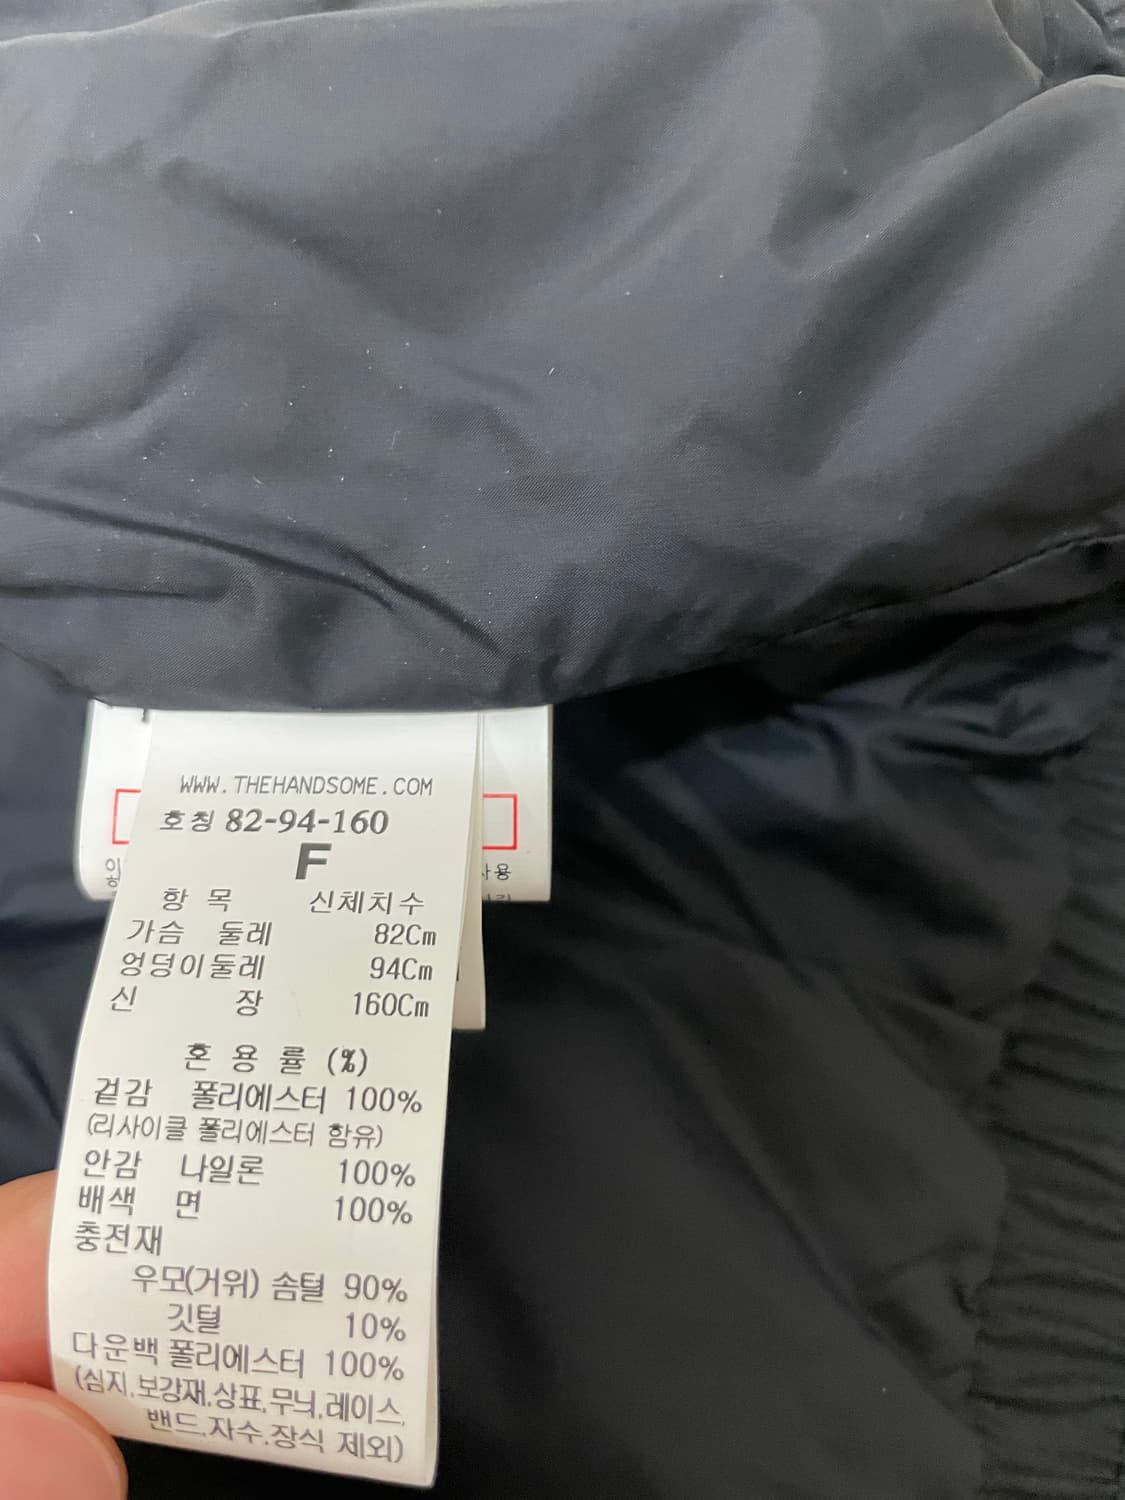 WWW.THEHANDSOME.COM
호칭 82-94-160
F
항 목 신체치수
가슴 둘레 82Cm
엉덩이둘레 94Cm
신 장 160Cm
혼 용 률 (%)
겉감 폴리에스터 100%
(리사이클 폴리에스터 함유)
안감 나일론 100%
배색 면 100%
충전재
우모(거위) 솜털 90%
깃털 10%
다운백 폴리에스터 100%
(심지,보강재,상표,무늬,레이스,
밴드,자수,장식 제외)
사용